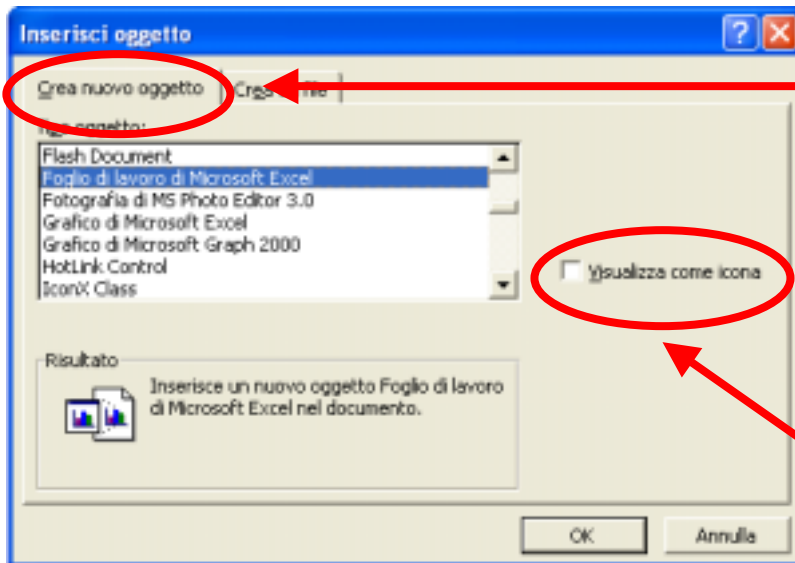 Inserisci oggetto
Crea nuovo oggetto
file
oggetto:
Flash Document
Foglio di lavoro di Microsoft Excel
Fotografia di MS Photo Editor 3.0
Grafico di Microsoft Excel
Grafico di Microsoft Graph 2000
HotLink Control
IconX Class
Visualizza come icona
Risultato
Inserisce un nuovo oggetto Foglio di lavoro
di Microsoft Excel nel documento.
OK
Annulla